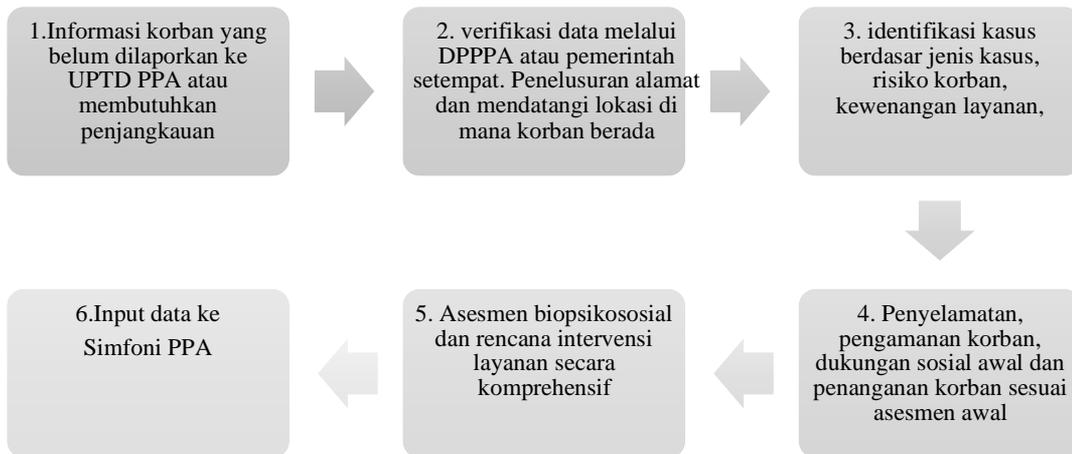 1.Informasi korban yang
belum dilaporkan ke
UPTD PPA atau
membutuhkan
penjangkauan
2. verifikasi data melalui
DPPPA atau pemerintah
setempat. Penelusuran alamat
dan mendatangi lokasi di
mana korban berada
3. identifikasi kasus
berdasar jenis kasus,
risiko korban,
kewenangan layanan,
4. Penyelamatan,
pengamanan korban,
dukungan sosial awal dan
penanganan korban sesuai
asesmen awal
5. Asesmen biopsikososial
dan rencana intervensi
layanan secara
komprehensif
6.Input data ke
Simfoni PPA